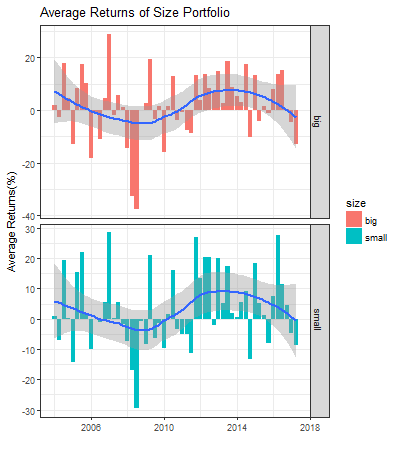 Average Returns of Size Portfolio
Average Returns(%)
20
0
-20
-40
big
30
20
10
0
-10
-20
-30
small
2006
2010
2014
2018
size
big
small